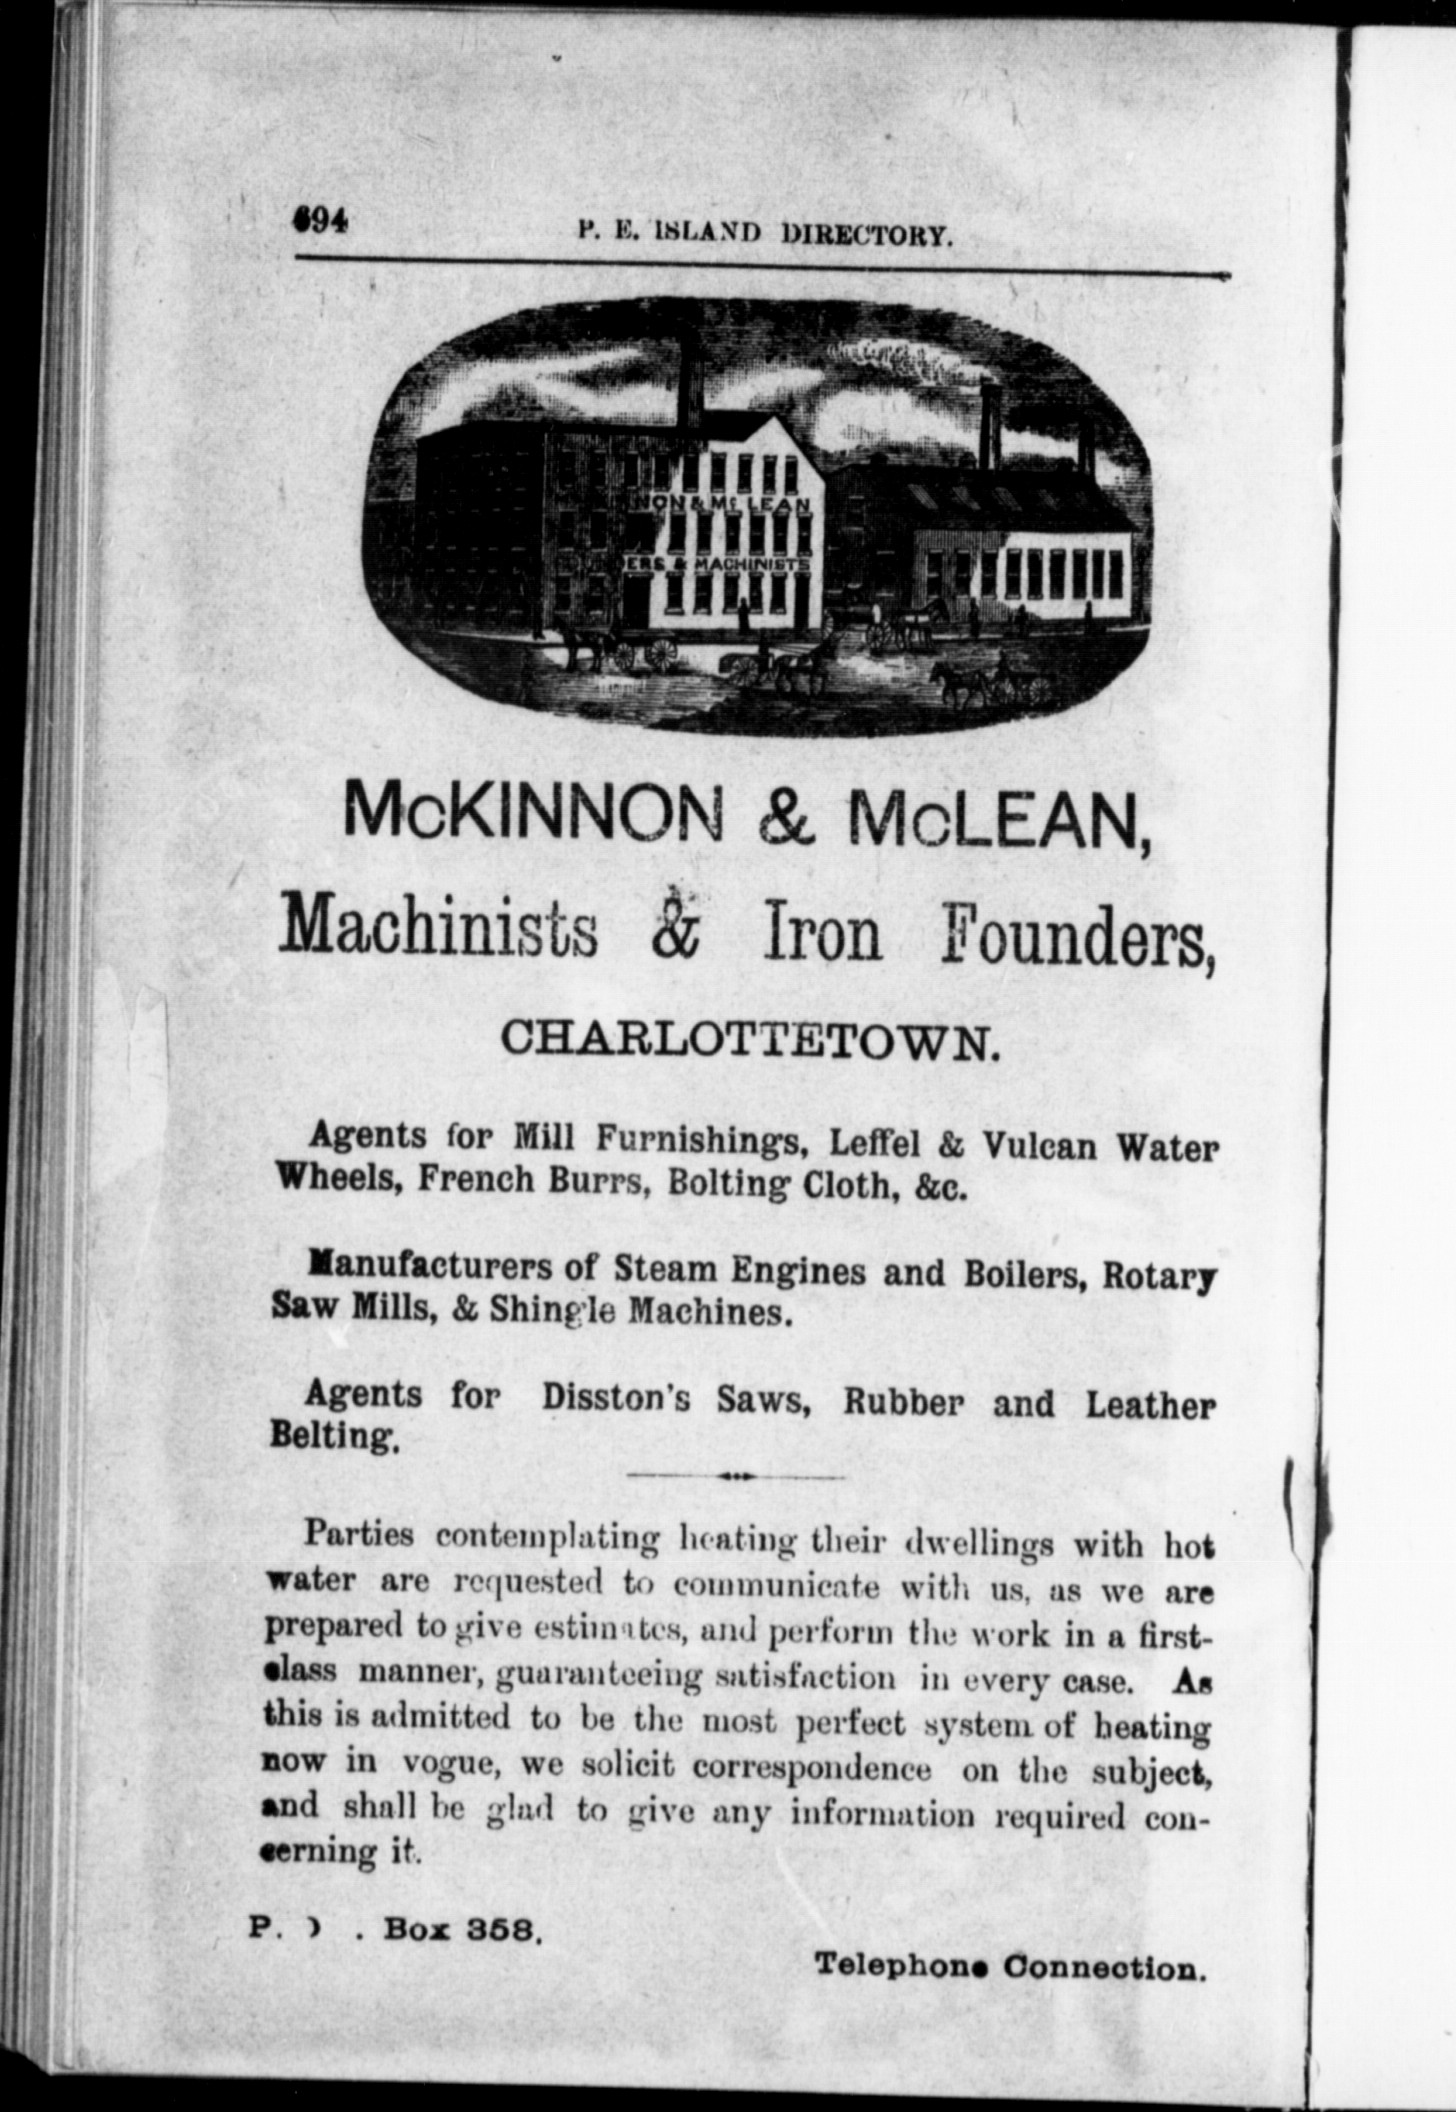 694
P. E. ISLAND DIRECTORY.
NON & Mc LEAN
ERS & MACHINISTS
McKINNON & McLEAN,
Machinists & Iron Founders,
CHARLOTTETOWN.
Agents for Mill Furnishings, Leffel & Vulcan Water
Wheels, French Burrs, Bolting Cloth, &c.
Manufacturers of Steam Engines and Boilers, Rotary
Saw Mills, & Shingle Machines.
Agents for Disston's Saws, Rubber and Leather
Belting.
Parties contemplating heating their dwellings with hot
water are requested to communicate with us, as we are
prepared to give estimates, and perform the work in a first-
class manner, guaranteeing satisfaction in every case. As
this is admitted to be the most perfect system of heating
now in vogue, we solicit correspondence on the subject,
and shall be glad to give any information required con-
cerning it.
P. O. Box 358.
Telephone Connection.